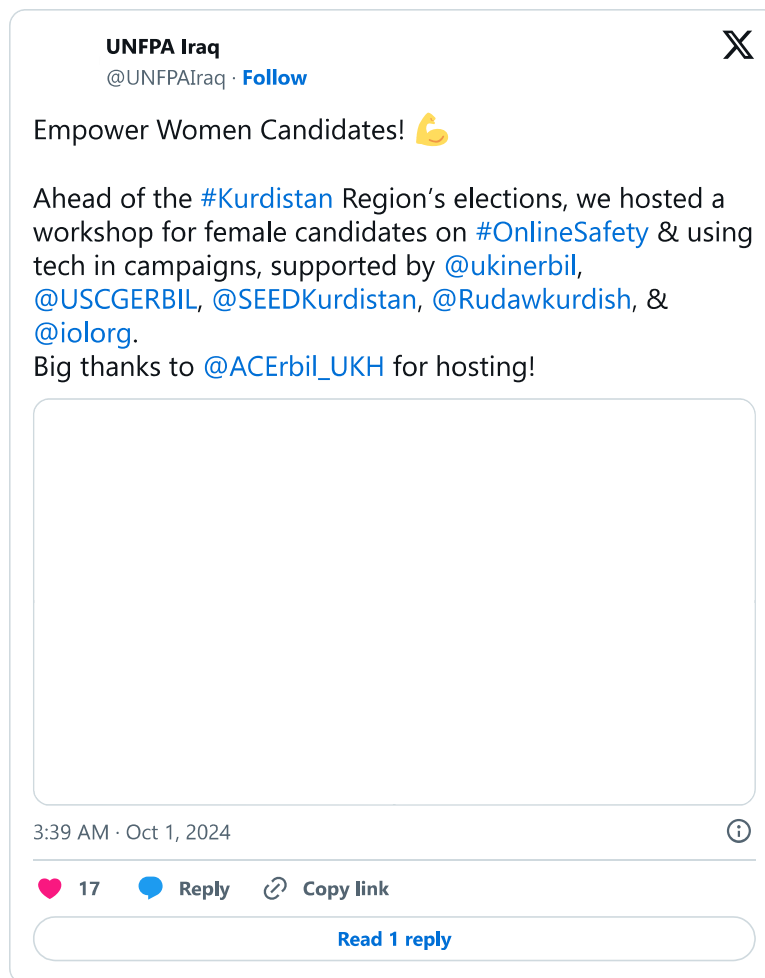 UNFPA Iraq
@UNFPAIraq · Follow
Empower Women Candidates! 💪
Ahead of the #Kurdistan Region’s elections, we hosted a
workshop for female candidates on #OnlineSafety & using
tech in campaigns, supported by @ukinerbil,
@USCGERBIL, @SEEDKurdistan, @Rudawkurdish, &
@iolorg.
Big thanks to @ACErbil_UKH for hosting!
3:39 AM · Oct 1, 2024
17 Reply Copy link
Read 1 reply